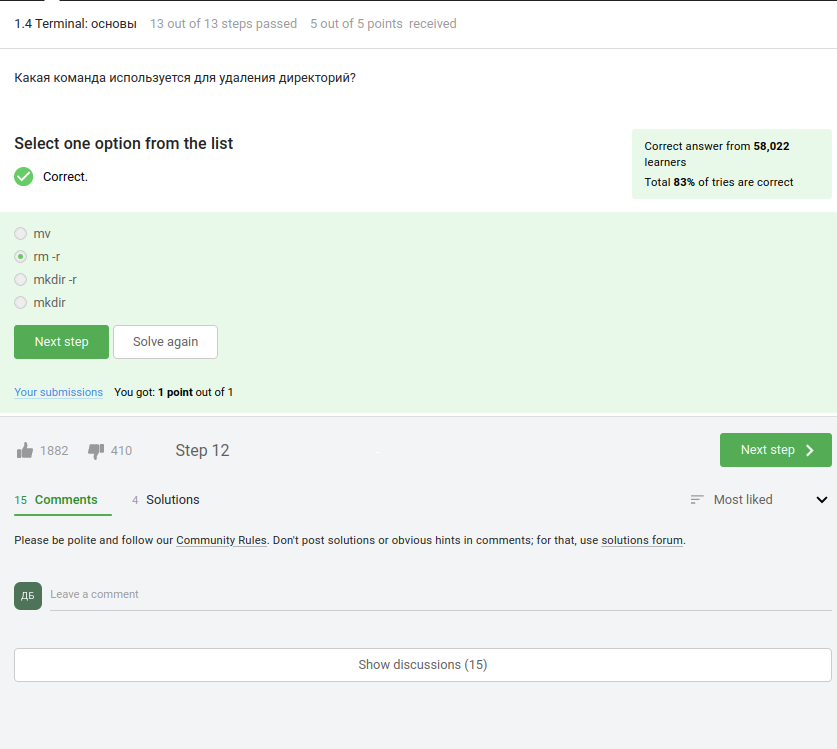 1.4 Terminal: основы 13 out of 13 steps passed 5 out of 5 points received
Какая команда используется для удаления директорий?
Select one option from the list
Correct.
Correct answer from 58,022
learners
Total 83% of tries are correct
mv
rm -r
mkdir -r
mkdir
Next step Solve again
Your submissions You got: 1 point out of 1
1882 410 Step 12 Next step
15 Comments 4 Solutions Most liked
Please be polite and follow our Community Rules. Don't post solutions or obvious hints in comments; for that, use solutions forum.
ДБ Leave a comment
Show discussions (15)